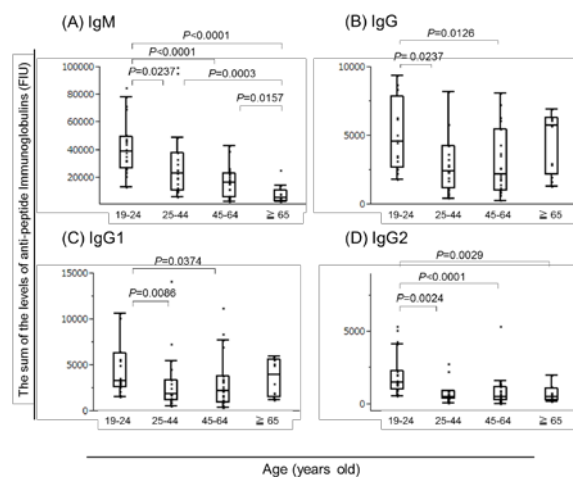 (A) IgM
P<0.0001
P<0.0001
P=0.0237
P=0.0003
P=0.0157
100000
80000
60000
40000
20000
19-24 25-44 45-64 ≧ 65
(B) IgG
P=0.0126
P= 0.0237
10000
5000
0
19-24 25-44 45-64 ≧ 65
(C) IgG1
P=0.0374
P=0.0086
15000
10000
5000
0
19-24 25-44 45-64 ≧ 65
(D) IgG2
P=0.0029
P<0.0001
P=0.0024
5000
0
19-24 25-44 45-64 ≧ 65
The sum of the levels of anti-peptide Immunoglobulins (FIU)
Age (years old)